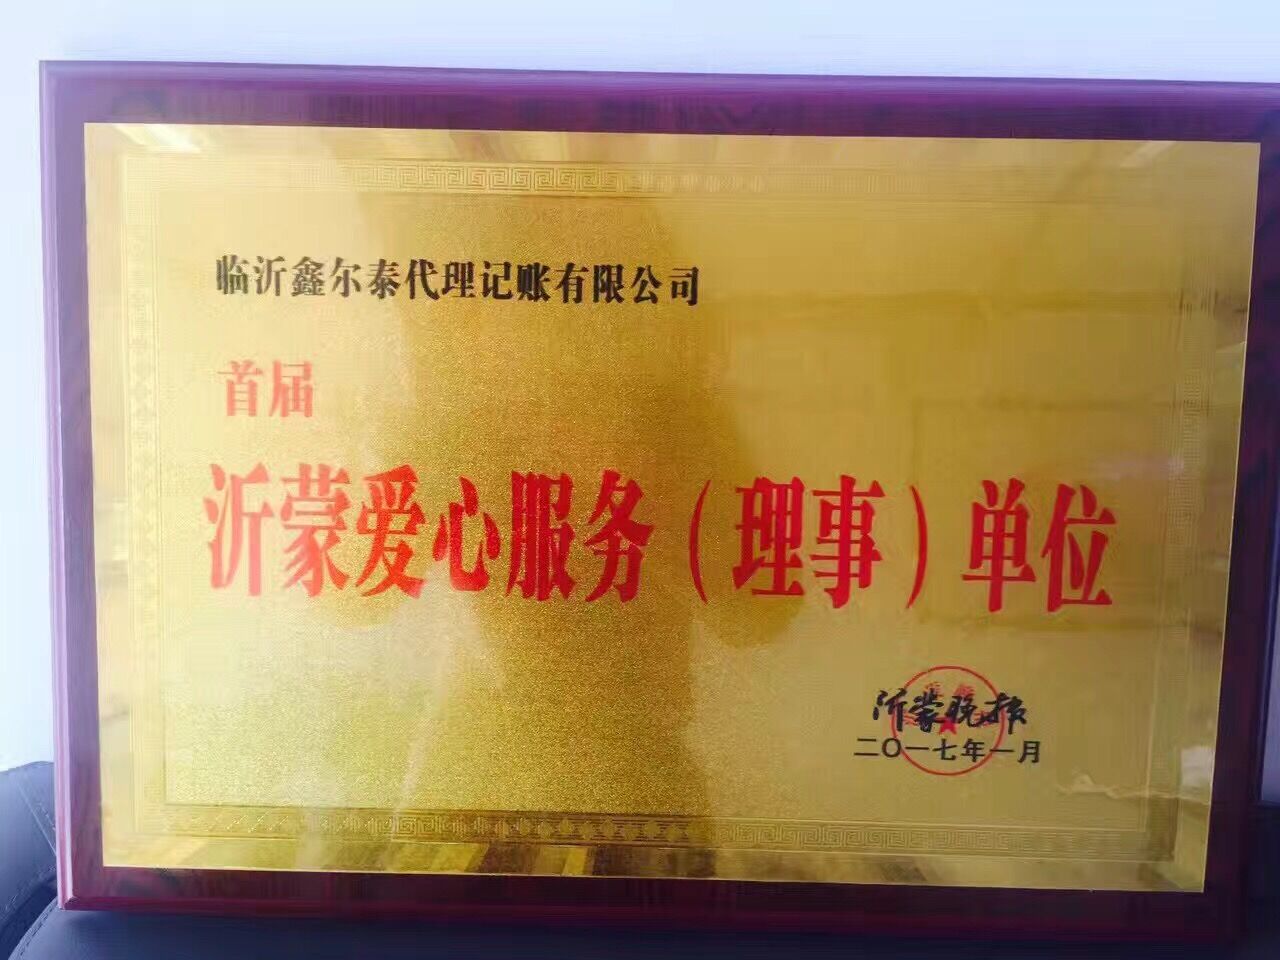 临沂鑫尔泰代理记账有限公司
首届
沂蒙爱心服务（理事）单位
沂蒙晚报
二〇一七年一月